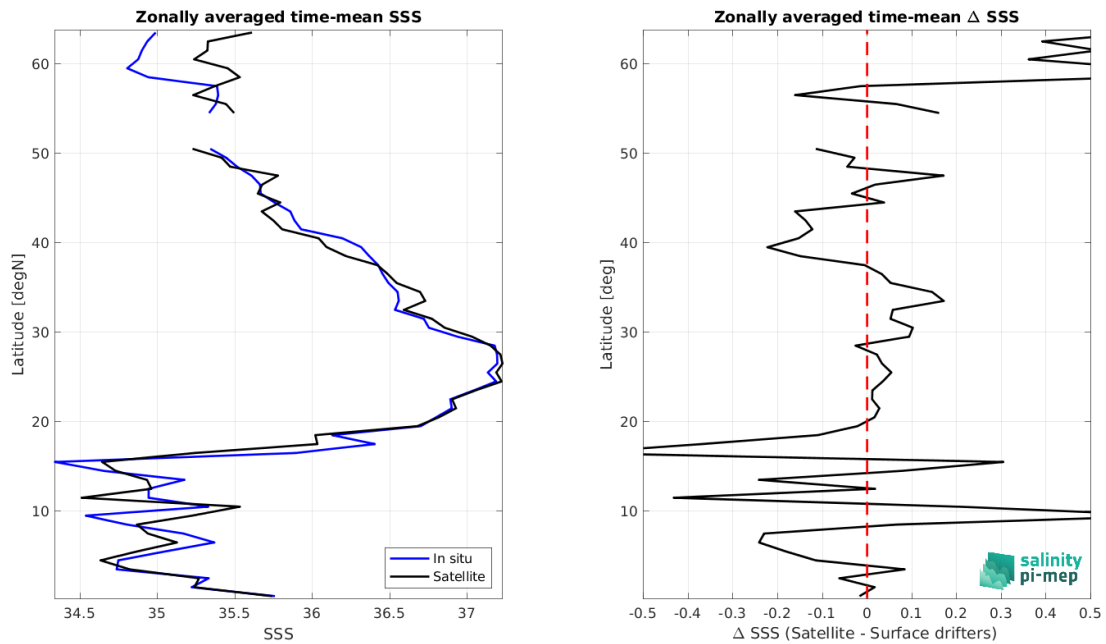 Zonally averaged time-mean SSS
Latitude [degN]
60
50
40
30
20
10
34.5 35 35.5 36 36.5 37
SSS
In situ
Satellite
Zonally averaged time-mean Δ SSS
Latitude [deg]
60
50
40
30
20
10
-0.5 -0.4 -0.3 -0.2 -0.1 0 0.1 0.2 0.3 0.4 0.5
Δ SSS (Satellite - Surface drifters)
salinity
pi-mep